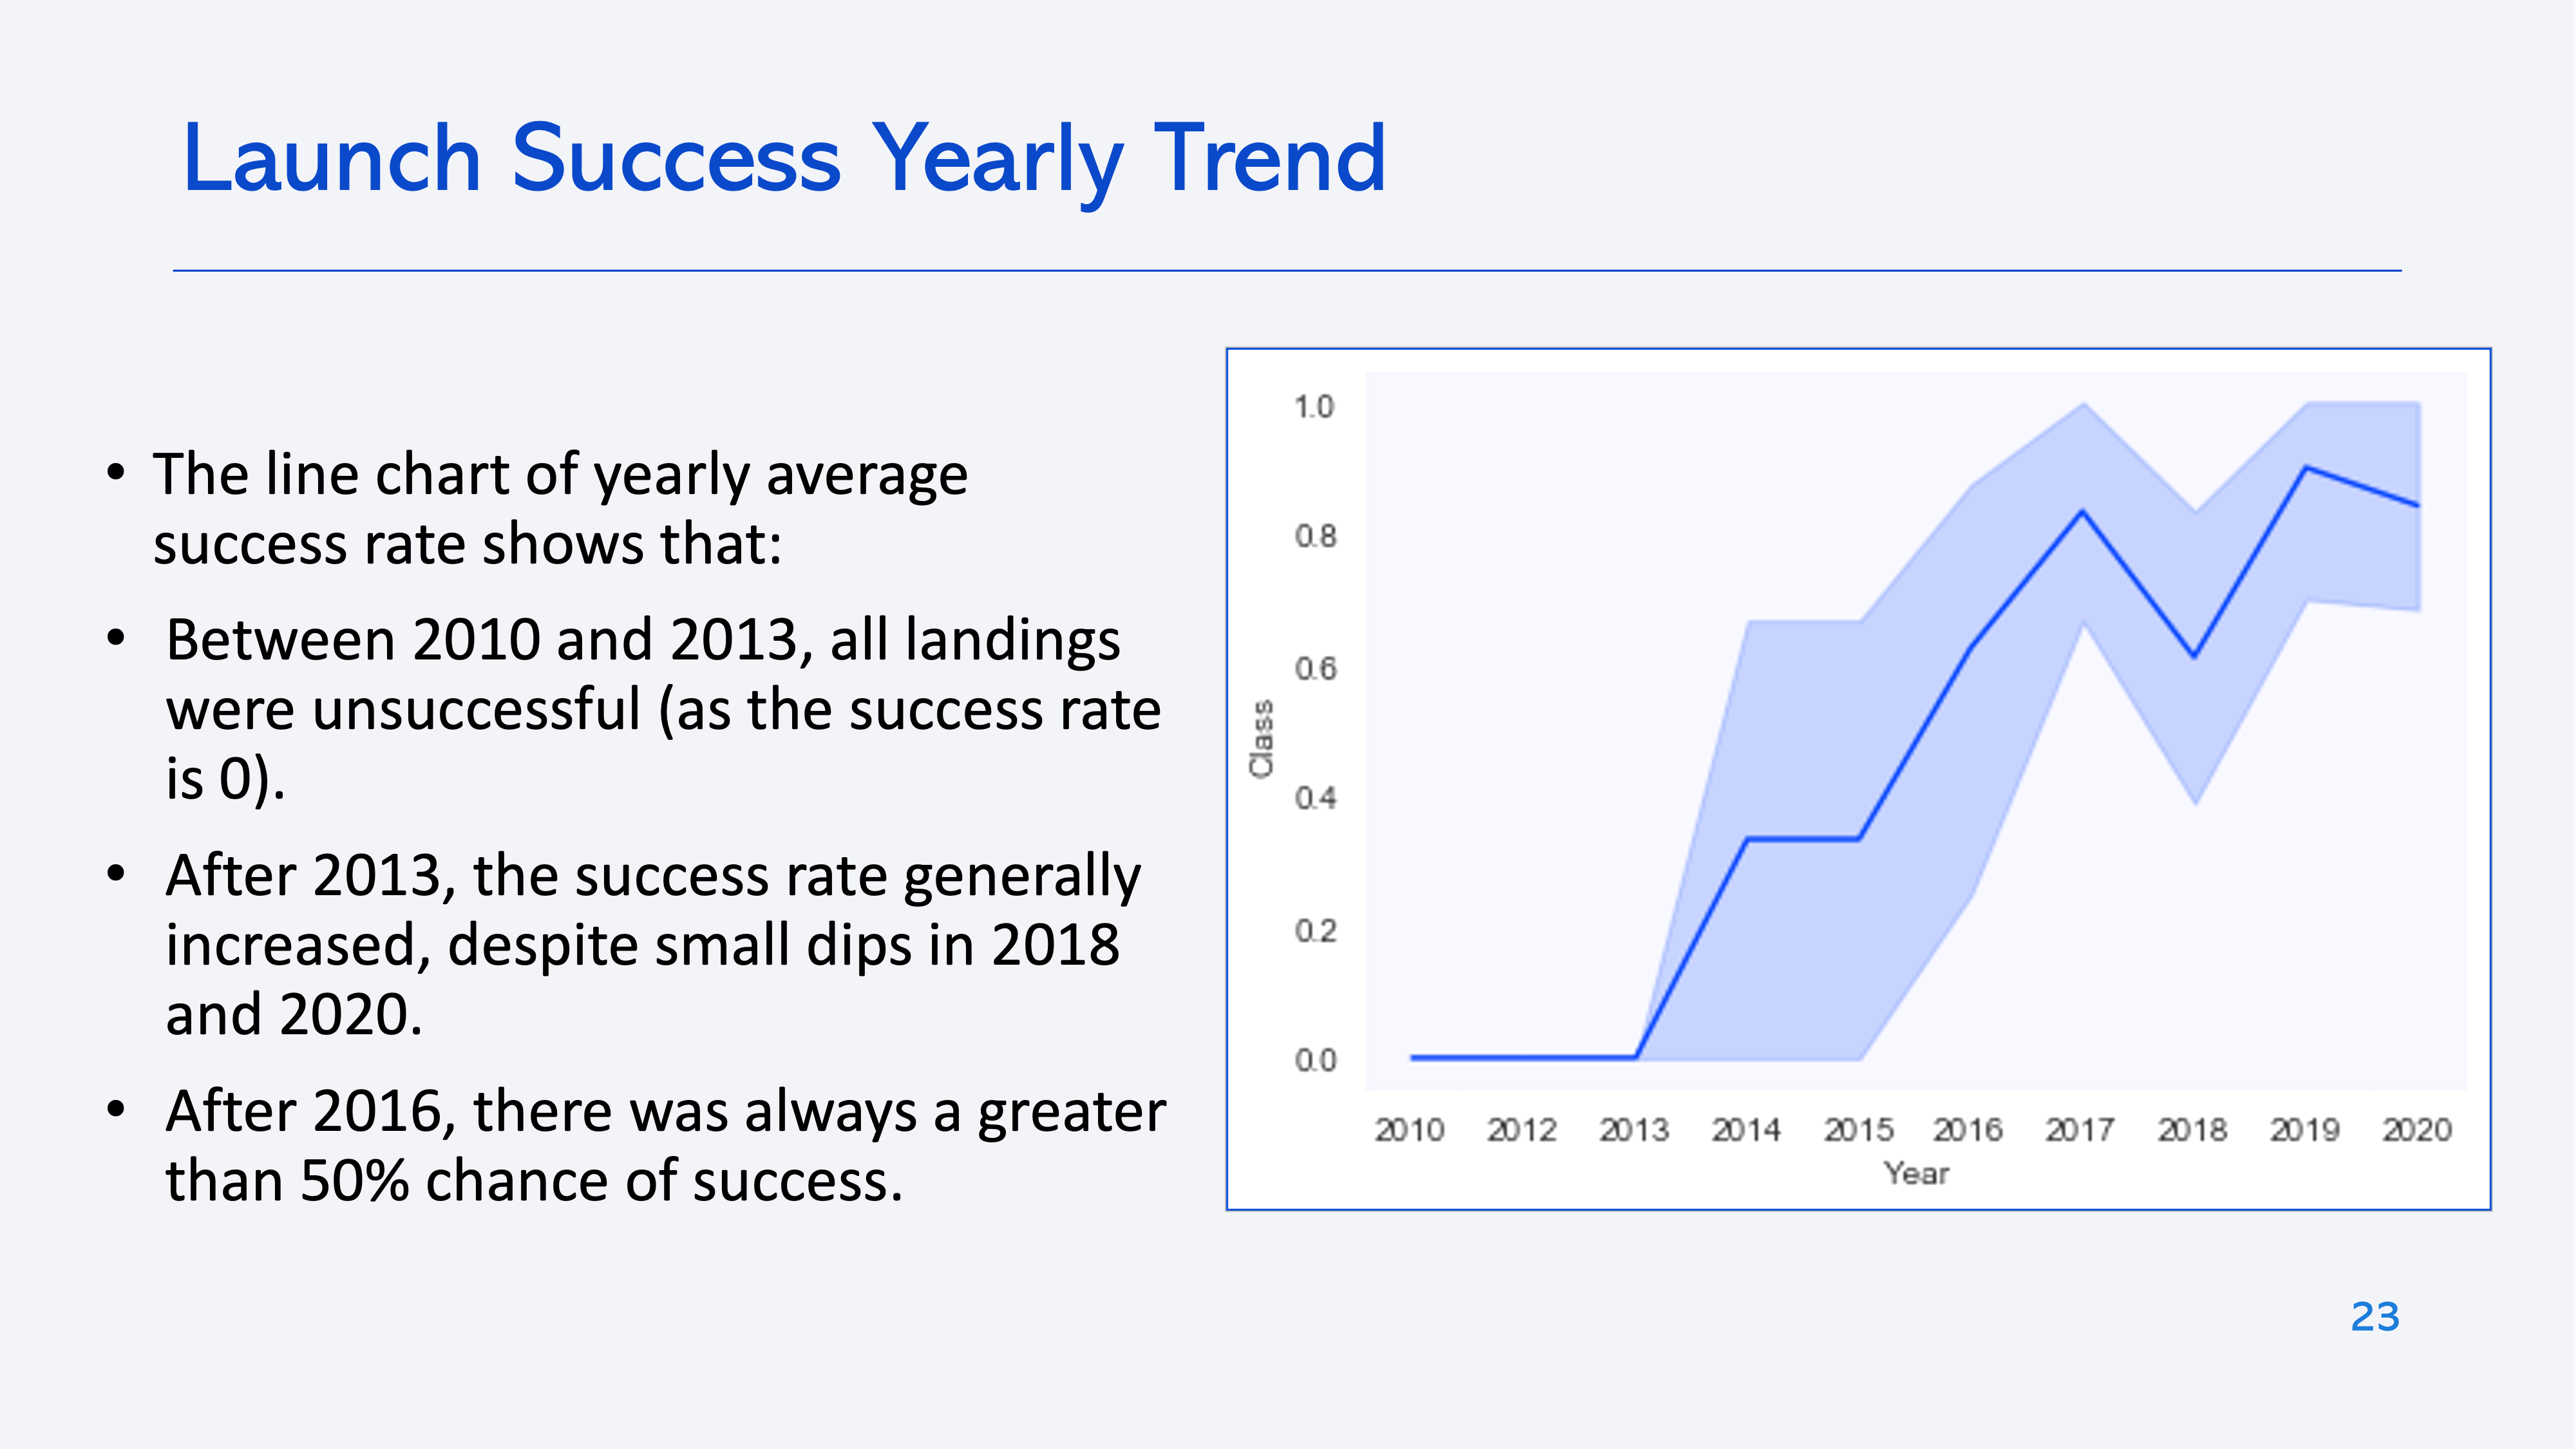 Launch Success Yearly Trend
• The line chart of yearly average
success rate shows that:
• Between 2010 and 2013, all landings
were unsuccessful (as the success rate
is 0).
• After 2013, the success rate generally
increased, despite small dips in 2018
and 2020.
• After 2016, there was always a greater
than 50% chance of success.
1.0
0.8
0.6
0.4
0.2
0.0
Class
2010 2012 2013 2014 2015 2016 2017 2018 2019 2020
Year
23